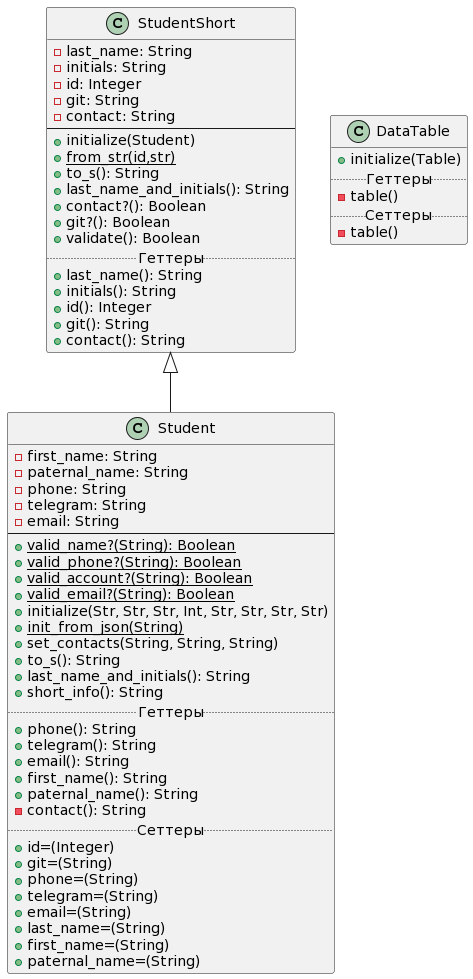 C StudentShort
last_name: String
initials: String
id: Integer
git: String
contact: String
initialize(Student)
from_str(id,str)
to_s(): String
last_name_and_initials(): String
contact?(): Boolean
git?(): Boolean
validate(): Boolean
Геттеры
last_name(): String
initials(): String
id(): Integer
git(): String
contact(): String
C DataTable
initialize(Table)
Геттеры
table()
Сеттеры
table()
C Student
first_name: String
paternal_name: String
phone: String
telegram: String
email: String
valid_name?(String): Boolean
valid_phone?(String): Boolean
valid_account?(String): Boolean
valid_email?(String): Boolean
initialize(Str, Str, Str, Int, Str, Str, Str, Str)
init_from_json(String)
set_contacts(String, String, String)
to_s(): String
last_name_and_initials(): String
short_info(): String
Геттеры
phone(): String
telegram(): String
email(): String
first_name(): String
paternal_name(): String
contact(): String
Сеттеры
id=(Integer)
git=(String)
phone=(String)
telegram=(String)
email=(String)
last_name=(String)
first_name=(String)
paternal_name=(String)